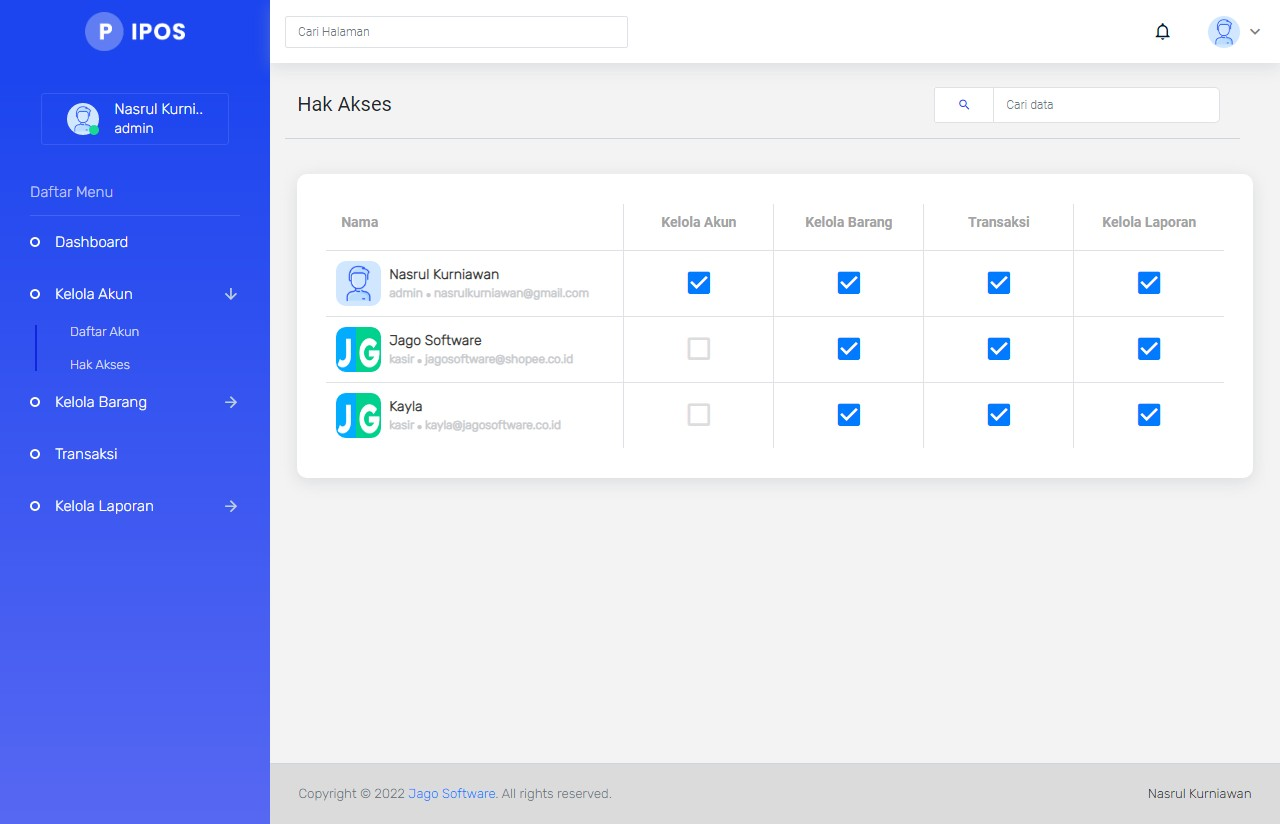 P IPOS
Cari Halaman
Nasrul Kurni..
admin
Daftar Menu
Dashboard
Kelola Akun
Daftar Akun
Hak Akses
Kelola Barang
Transaksi
Kelola Laporan
Hak Akses
Cari data
Nama Kelola Akun Kelola Barang Transaksi Kelola Laporan
Nasrul Kurniawan
admin • nasrulkurniawan@gmail.com
JG Jago Software
kasir • jagosoftware@shopee.co.id
JG Kayla
kasir • kayla@jagosoftware.co.id
Copyright © 2022 Jago Software. All rights reserved.
Nasrul Kurniawan